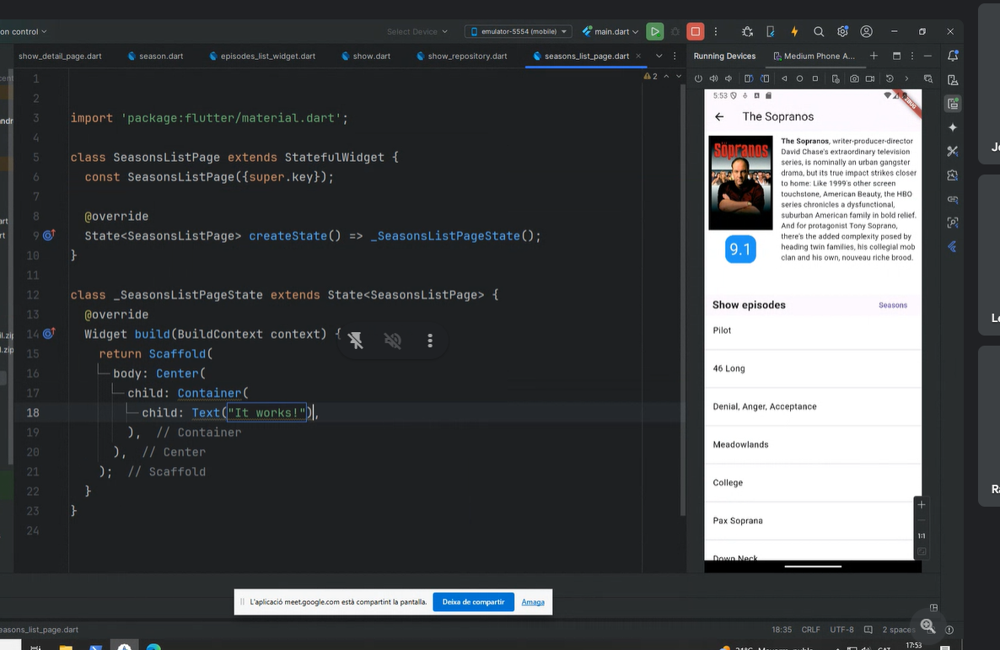 on control
Select Device
emulator-5554 (mobile)
main.dart
show_detail_page.dart
season.dart
episodes_list_widget.dart
show.dart
show_repository.dart
seasons_list_page.dart
Running Devices
Medium Phone A...
2
1
2
3 import 'package:flutter/material.dart';
4
5 class SeasonsListPage extends StatefulWidget {
6 const SeasonsListPage({super.key});
7
8 @override
9 State<SeasonsListPage> createState() => _SeasonsListPageState();
10 }
11
12 class _SeasonsListPageState extends State<SeasonsListPage> {
13 @override
14 Widget build(BuildContext context) {
15 return Scaffold(
16 body: Center(
17 child: Container(
18 child: Text("It works!"),
19 ), // Container
20 ), // Center
21 ); // Scaffold
22 }
23 }
24
5:53
DEBUG
The Sopranos
Sopranos
The Sopranos, writer-producer-director
David Chase's extraordinary television
series, is nominally an urban gangster
drama, but its true impact strikes closer
to home: Like 1999's other screen
touchstone, American Beauty, the HBO
series chronicles a dysfunctional,
suburban American family in bold relief.
And for protagonist Tony Soprano,
there's the added complexity posed by
heading twin families, his collegial mob
clan and his own, nouveau riche brood.
9.1
Show episodes
Seasons
Pilot
46 Long
Denial, Anger, Acceptance
Meadowlands
College
Pax Soprana
Down Neck
1:1
L'aplicació meet.google.com està compartint la pantalla.
Deixa de compartir
Amaga
easons_list_page.dart
18:35
CRLF
UTF-8
2 spaces
17:53